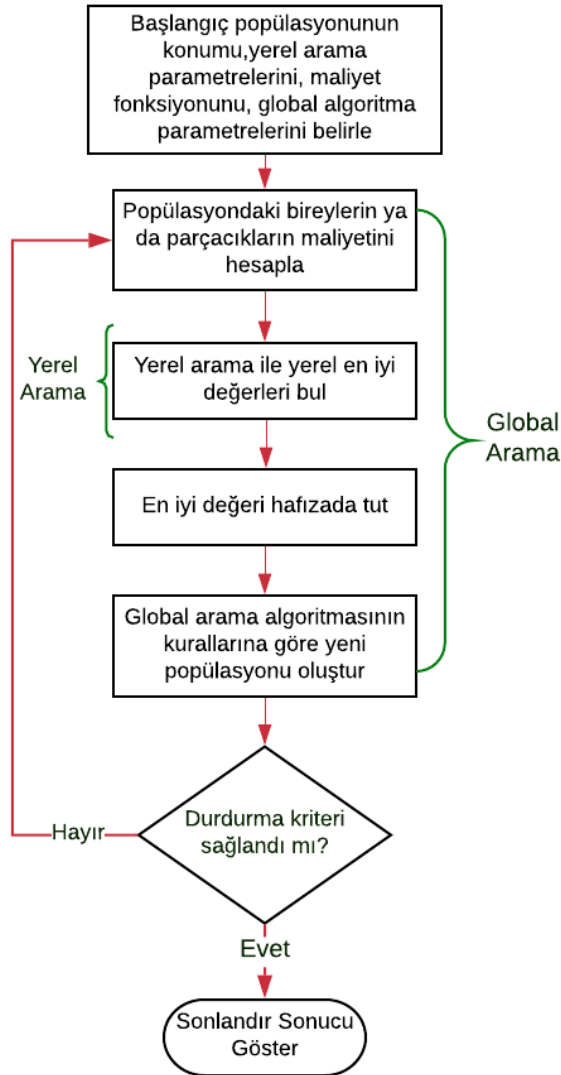 Başlangıç popülasyonunun
konumu,yerel arama
parametrelerini, maliyet
fonksiyonunu, global algoritma
parametrelerini belirle
Popülasyondaki bireylerin ya
da parçacıkların maliyetini
hesapla
Yerel
Arama
Yerel arama ile yerel en iyi
değerleri bul
Global
Arama
En iyi değeri hafızada tut
Global arama algoritmasının
kurallarına göre yeni
popülasyonu oluştur
Durdurma kriteri
sağlandı mı?
Hayır
Evet
Sonlandır Sonucu
Göster